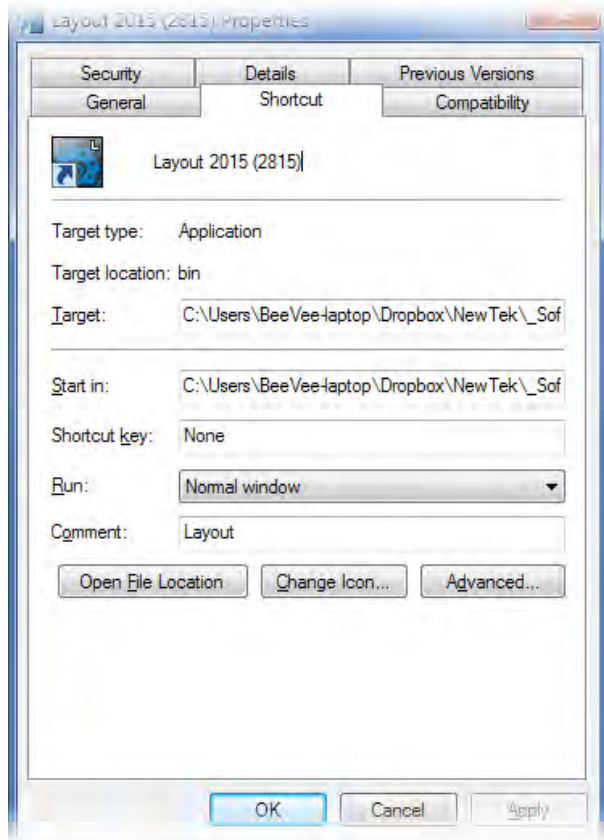 Layout 2015 (2815) Properties
Security Details Previous Versions
General Shortcut Compatibility
Layout 2015 (2815)
Target type: Application
Target location: bin
Target: C:\Users\BeeVee-laptop\Dropbox\NewTek\_Sof
Start in: C:\Users\BeeVee-laptop\Dropbox\NewTek\_Sof
Shortcut key: None
Run: Normal window
Comment: Layout
Open File Location Change Icon... Advanced...
OK Cancel Apply